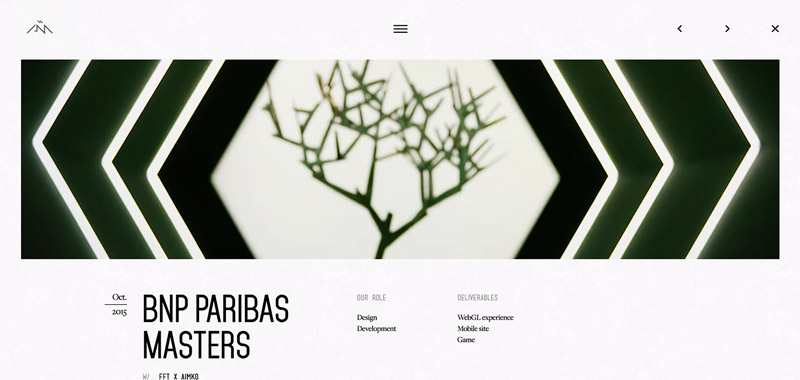 Oct.
2015
BNP PARIBAS
MASTERS
W/ FFT X AIMKO
OUR ROLE
Design
Development
DELIVERABLES
WebGL experience
Mobile site
Game